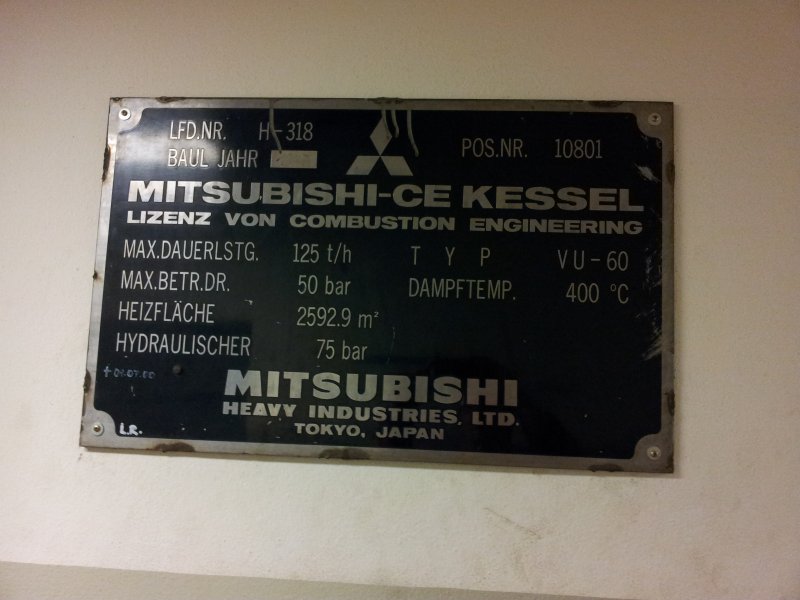 LFD.NR. H-318 POS.NR. 10801
BAUL JAHR
MITSUBISHI-CE KESSEL
LIZENZ VON COMBUSTION ENGINEERING
MAX.DAUERLSTG. 125 t/h TYP VU-60
MAX.BETR.DR. 50 bar DAMPFTEMP. 400 °C
HEIZFLÄCHE 2592.9 m²
HYDRAULISCHER 75 bar
MITSUBISHI
HEAVY INDUSTRIES, LTD.
TOKYO, JAPAN
L.R.